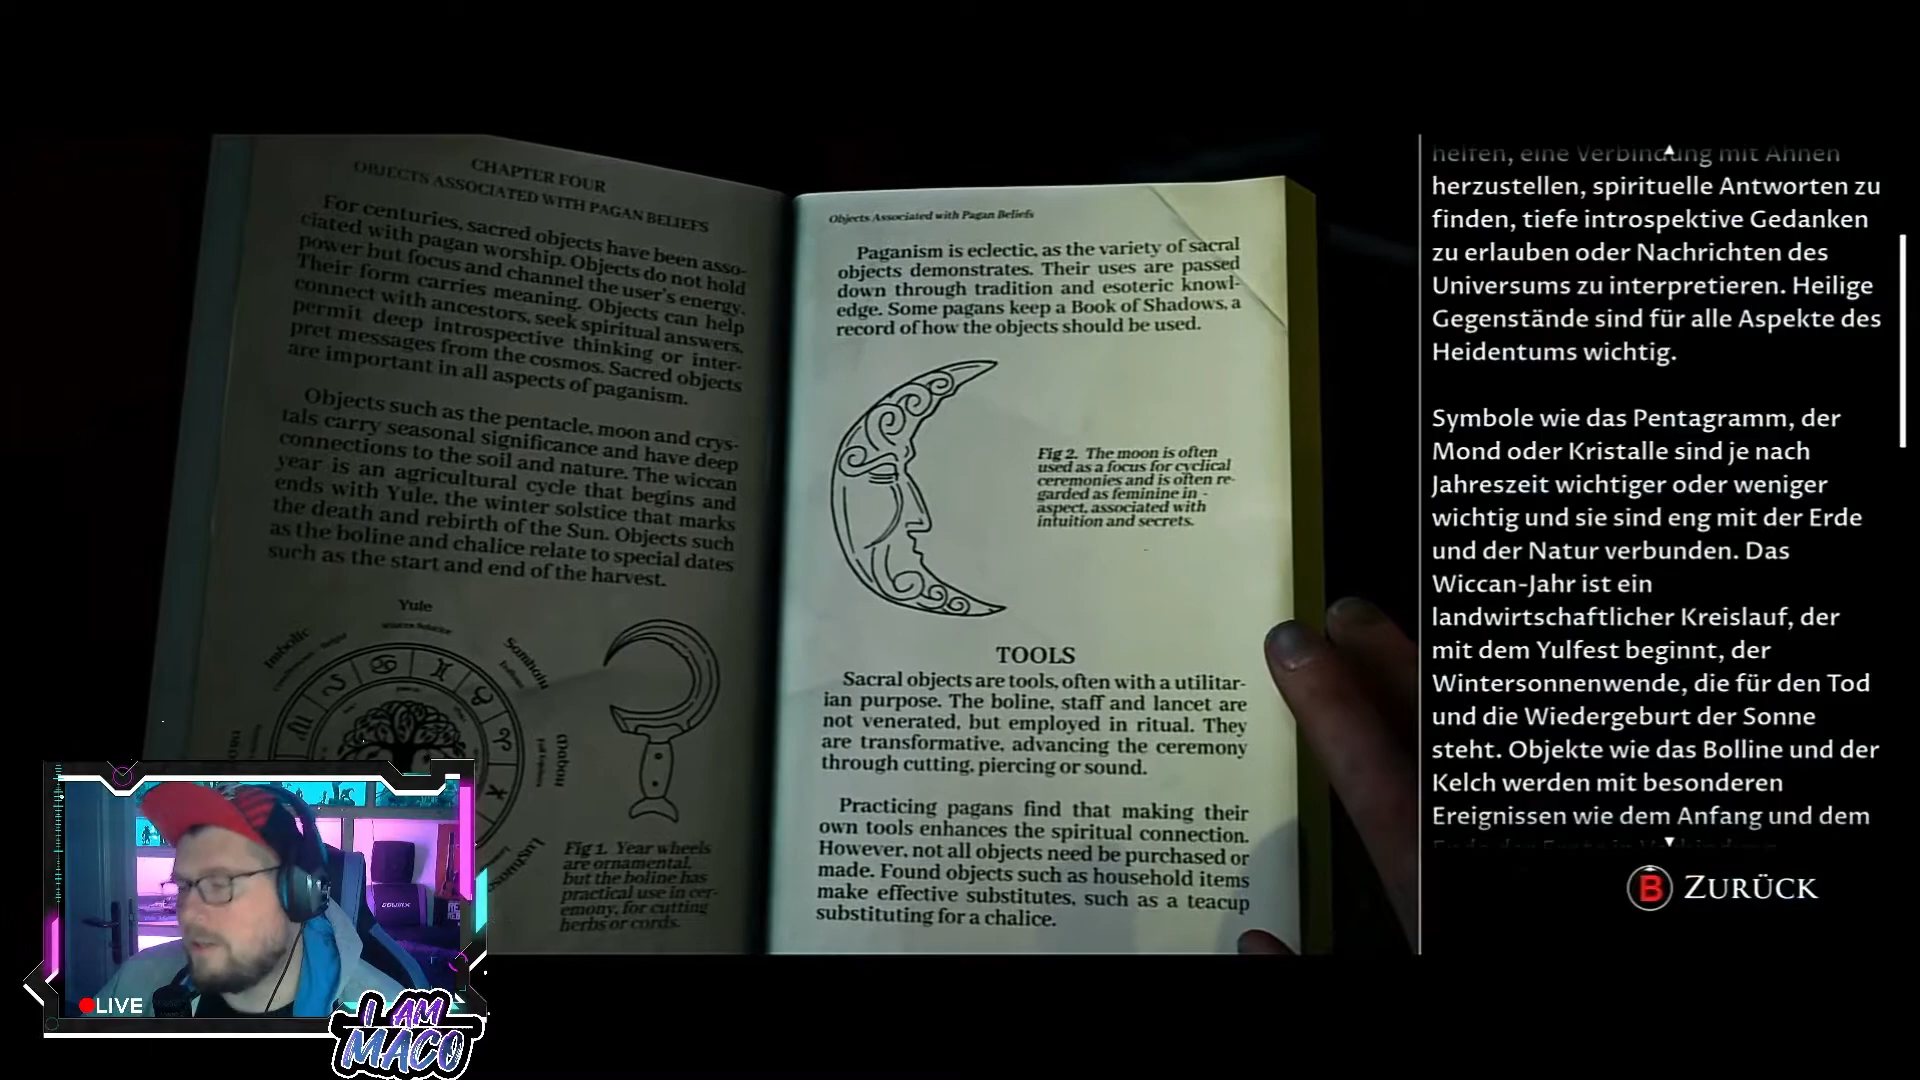 CHAPTER FOUR
OBJECTS ASSOCIATED WITH PAGAN BELIEFS
For centuries, sacred objects have been asso-
ciated with pagan worship. Objects do not hold
power but focus and channel the user's energy.
Their form carries meaning. Objects can help
connect with ancestors, seek spiritual answers,
permit deep introspective thinking or inter-
pret messages from the cosmos. Sacred objects
are important in all aspects of paganism.
Objects such as the pentacle, moon and crys-
tals carry seasonal significance and have deep
connections to the soil and nature. The wiccan
year is an agricultural cycle that begins and
ends with Yule, the winter solstice that marks
the death and rebirth of the Sun. Objects such
as the boline and chalice relate to special dates
such as the start and end of the harvest.
Yule
Winter Solstice
Imbolic
Samhain
Mabon
Fig 1. Year wheels
are ornamental,
but the boline has
practical use in cer-
emony, for cutting
herbs or cords.
Objects Associated with Pagan Beliefs
Paganism is eclectic, as the variety of sacral
objects demonstrates. Their uses are passed
down through tradition and esoteric knowl-
edge. Some pagans keep a Book of Shadows, a
record of how the objects should be used.
Fig 2. The moon is often
used as a focus for cyclical
ceremonies and is often re-
garded as feminine in -
aspect, associated with
intuition and secrets.
TOOLS
Sacral objects are tools, often with a utilitar-
ian purpose. The boline, staff and lancet are
not venerated, but employed in ritual. They
are transformative, advancing the ceremony
through cutting, piercing or sound.
Practicing pagans find that making their
own tools enhances the spiritual connection.
However, not all objects need be purchased or
made. Found objects such as household items
make effective substitutes, such as a teacup
substituting for a chalice.
helfen, eine Verbindung mit Ahnen
herzustellen, spirituelle Antworten zu
finden, tiefe introspektive Gedanken
zu erlauben oder Nachrichten des
Universums zu interpretieren. Heilige
Gegenstände sind für alle Aspekte des
Heidentums wichtig.
Symbole wie das Pentagramm, der
Mond oder Kristalle sind je nach
Jahreszeit wichtiger oder weniger
wichtig und sie sind eng mit der Erde
und der Natur verbunden. Das
Wiccan-Jahr ist ein
landwirtschaftlicher Kreislauf, der
mit dem Yulfest beginnt, der
Wintersonnenwende, die für den Tod
und die Wiedergeburt der Sonne
steht. Objekte wie das Bolline und der
Kelch werden mit besonderen
Ereignissen wie dem Anfang und dem
Ende der Ernte in Verbindung
B ZURÜCK
LIVE
I AM
MACO